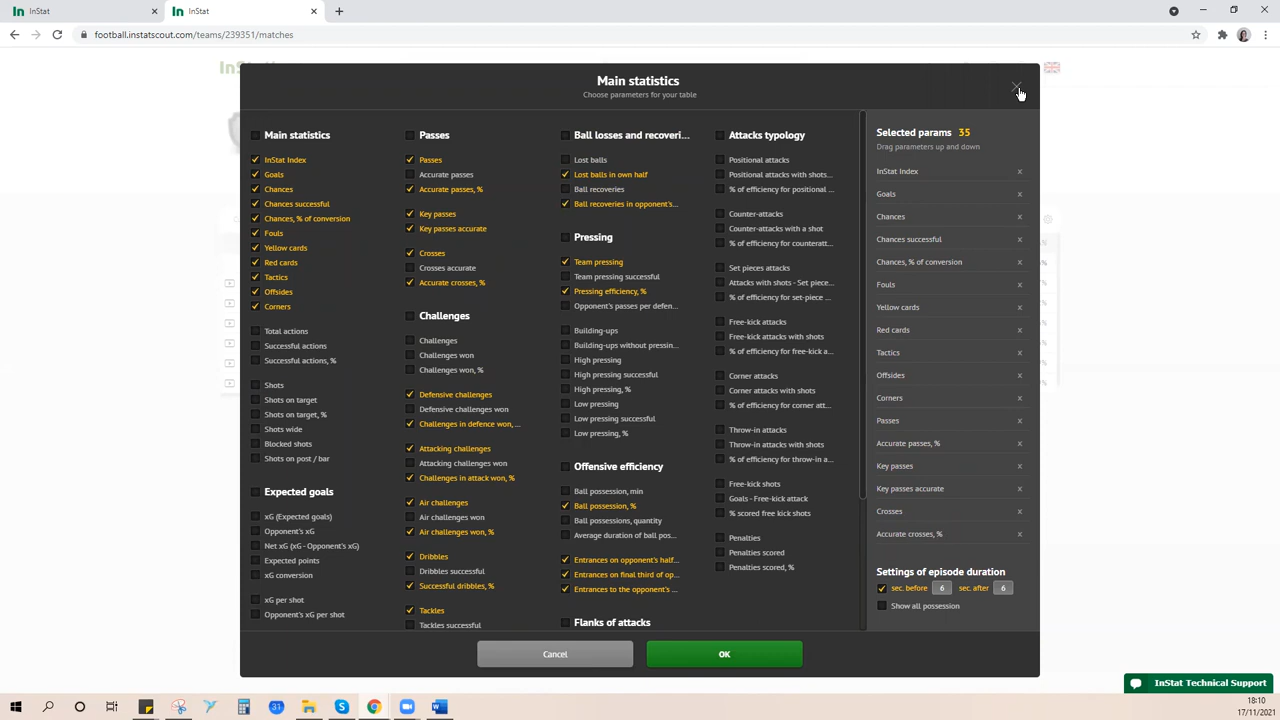 InStat
InStat
football.instatscout.com/teams/239351/matches
Main statistics
Choose parameters for your table
Main statistics
InStat Index
Goals
Chances
Chances successful
Chances, % of conversion
Fouls
Yellow cards
Red cards
Tactics
Offsides
Corners
Total actions
Successful actions
Successful actions, %
Shots
Shots on target
Shots on target, %
Shots wide
Blocked shots
Shots on post / bar
Expected goals
xG (Expected goals)
Opponent's xG
Net xG (xG - Opponent's xG)
Expected points
xG conversion
xG per shot
Opponent's xG per shot
Passes
Passes
Accurate passes
Accurate passes, %
Key passes
Key passes accurate
Crosses
Crosses accurate
Accurate crosses, %
Challenges
Challenges
Challenges won
Challenges won, %
Defensive challenges
Defensive challenges won
Challenges in defence won, ...
Attacking challenges
Attacking challenges won
Challenges in attack won, %
Air challenges
Air challenges won
Air challenges won, %
Dribbles
Dribbles successful
Successful dribbles, %
Tackles
Tackles successful
Ball losses and recoveri...
Lost balls
Lost balls in own half
Ball recoveries
Ball recoveries in opponent's...
Pressing
Team pressing
Team pressing successful
Pressing efficiency, %
Opponent's passes per defen...
Building-ups
Building-ups without pressin...
High pressing
High pressing successful
High pressing, %
Low pressing
Low pressing successful
Low pressing, %
Offensive efficiency
Ball possession, min
Ball possession, %
Ball possessions, quantity
Average duration of ball pos...
Entrances on opponent's half...
Entrances on final third of op...
Entrances to the opponent's ...
Flanks of attacks
Attacks typology
Positional attacks
Positional attacks with shots...
% of efficiency for positional ...
Counter-attacks
Counter-attacks with a shot
% of efficiency for counteratt...
Set pieces attacks
Attacks with shots - Set piece...
% of efficiency for set-piece ...
Free-kick attacks
Free-kick attacks with shots
% of efficiency for free-kick a...
Corner attacks
Corner attacks with shots
% of efficiency for corner att...
Throw-in attacks
Throw-in attacks with shots
% of efficiency for throw-in a...
Free-kick shots
Goals - Free-kick attack
% scored free kick shots
Penalties
Penalties scored
Penalties scored, %
Selected params 35
Drag parameters up and down
InStat Index x
Goals x
Chances x
Chances successful x
Chances, % of conversion x
Fouls x
Yellow cards x
Red cards x
Tactics x
Offsides x
Corners x
Passes x
Accurate passes, % x
Key passes x
Key passes accurate x
Crosses x
Accurate crosses, % x
Settings of episode duration
sec. before 6 sec. after 6
Show all possession
Cancel
OK
InStat Technical Support
18:10
17/11/2021